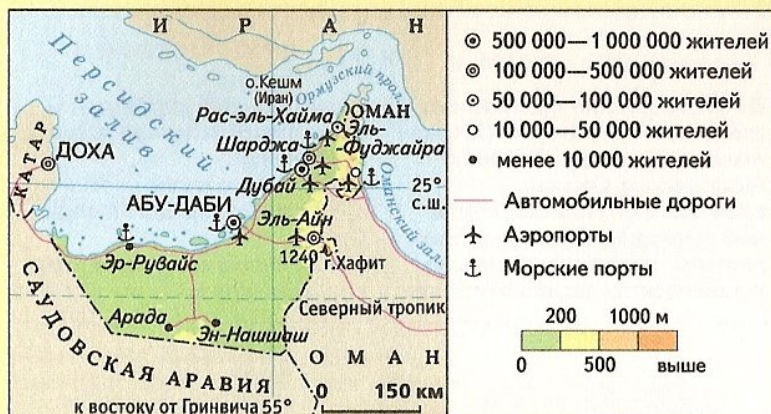 И Р А Н
Персидский
залив
о.Кешм
(Иран)
Ормузский прол.
Рас-эль-Хайма
ОМАН
Эль-
-Фуджайра
Шарджа
КАТАР
ДОХА
Дубай
25°
с.ш.
АБУ-ДАБИ
Эль-Айн
Оманский зал.
Эр-Рувайс
1240
г.Хафит
Северный тропик
Арада
Эн-Нашшаш
САУДОВСКАЯ АРАВИЯ
О М А Н
к востоку от Гринвича 55°
0 150 км
500 000—1 000 000 жителей
100 000—500 000 жителей
50 000—100 000 жителей
10 000—50 000 жителей
менее 10 000 жителей
Автомобильные дороги
Аэропорты
Морские порты
200 1000 м
0 500 выше